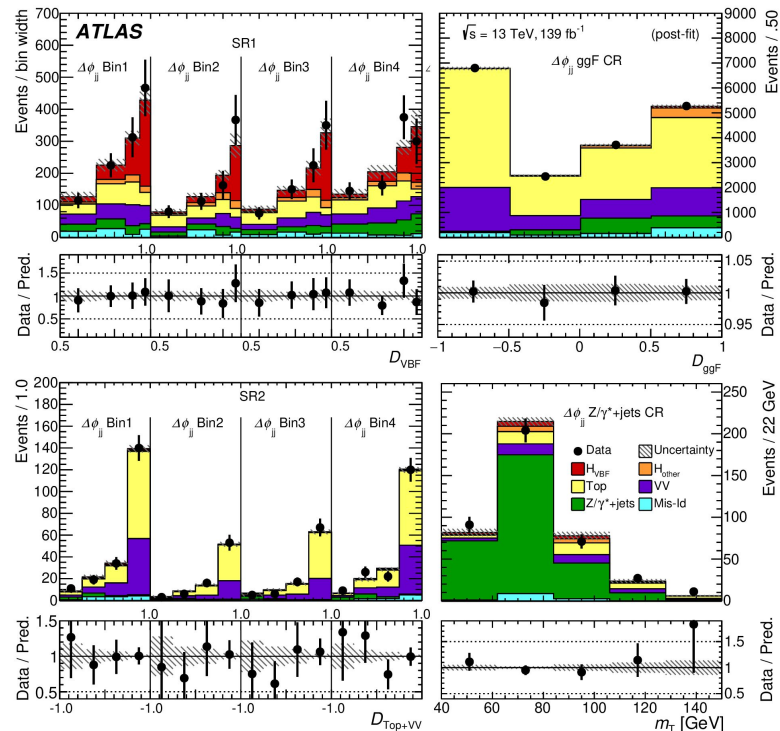 ATLAS
SR1
Δϕjj Bin1
Δϕjj Bin2
Δϕjj Bin3
Δϕjj Bin4
Events / bin width
700
600
500
400
300
200
100
0
1.0
1.0
1.0
1.0
Data / Pred.
1.5
1
0.5
0.5
0.5
0.5
0.5
1.0
DVBF
√s = 13 TeV, 139 fb-1
(post-fit)
Δϕjj ggF CR
Events / .50
9000
8000
7000
6000
5000
4000
3000
2000
1000
0
Data / Pred.
1.05
1
0.95
−1
−0.5
0
0.5
1
DggF
SR2
Δϕjj Bin1
Δϕjj Bin2
Δϕjj Bin3
Δϕjj Bin4
Events / 1.0
200
180
160
140
120
100
80
60
40
20
0
1.0
1.0
1.0
1.0
Data / Pred.
1.5
1
0.5
-1.0
-1.0
-1.0
-1.0
1.0
DTop+VV
Δϕjj Z/γ*+jets CR
Data
Uncertainty
HVBF
Hother
Top
VV
Z/γ*+jets
Mis-Id
Events / 22 GeV
250
200
150
100
50
0
Data / Pred.
1.5
1
0.5
40
60
80
100
120
140
mT [GeV]